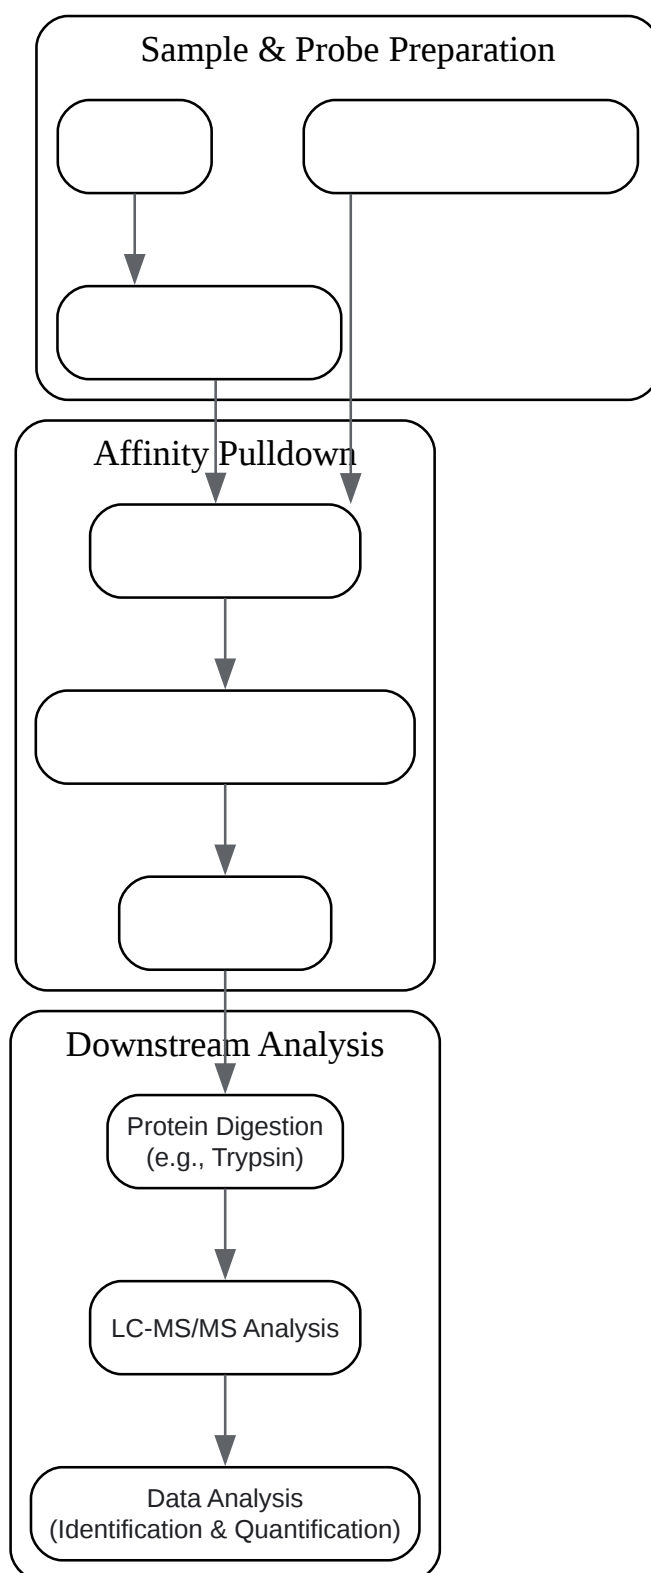 Sample & Probe Preparation
Affinity Pulldown
Downstream Analysis
Protein Digestion
(e.g., Trypsin)
LC-MS/MS Analysis
Data Analysis
(Identification & Quantification)